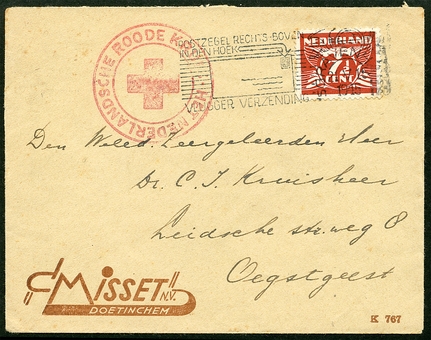 HET NEDERLANDSCHE ROODE KRUIS
POSTZEGEL RECHTS-BOVEN
IN DEN HOEK
VLUGGER VERZENDING
NEDERLAND
7½
CENT
Den Weled. Zeergeleerden Heer
Dr. C. J. Kruisheer
Leidsche str.weg 8
Oegstgeest
MISSET N.V.
DOETINCHEM
K 767